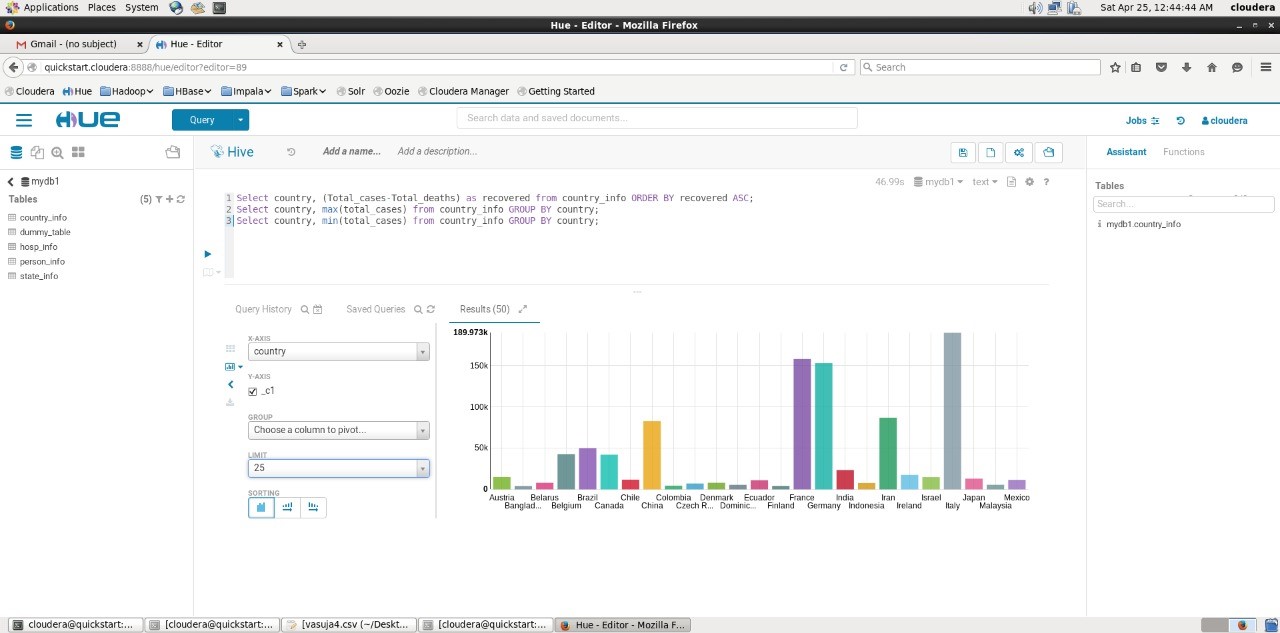 Applications Places System Sat Apr 25, 12:44:44 AM cloudera
Hue - Editor - Mozilla Firefox
Gmail - (no subject) × Hue - Editor ×
quickstart.cloudera:8888/hue/editor?editor=89 Search
Cloudera Hue Hadoop HBase Impala Spark Solr Oozie Cloudera Manager Getting Started
HUE Query Search data and saved documents... Jobs cloudera
Hive Add a name... Add a description... Assistant Functions
mydb1 46.99s mydb1 text ?
Tables (5) Tables
country_info
dummy_table
hosp_info
person_info
state_info
1 Select country, (Total_cases-Total_deaths) as recovered from country_info ORDER BY recovered ASC;
2 Select country, max(total_cases) from country_info GROUP BY country;
3 Select country, min(total_cases) from country_info GROUP BY country;
Search...
mydb1.country_info
Query History Saved Queries Results (50)
X-AXIS
country
Y-AXIS
_c1
GROUP
Choose a column to pivot...
LIMIT
25
SORTING
189.973k
150k
100k
50k
0
Austria Belarus Brazil Chile Colombia Denmark Ecuador France India Iran Israel Japan Mexico
Banglad... Belgium Canada China Czech R... Dominic... Finland Germany Indonesia Ireland Italy Malaysia
cloudera@quickstart:... [cloudera@quickstart:... [vasuja4.csv (~/Deskt... [cloudera@quickstart:... Hue - Editor - Mozilla F...